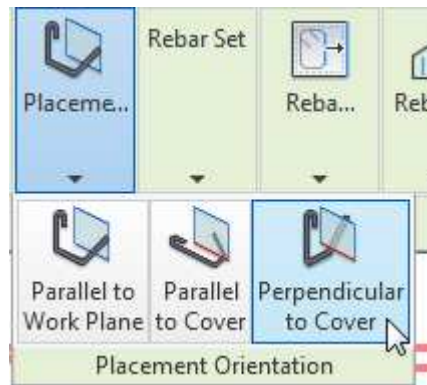 Rebar Set
Placeme...
Reba...
Reb
Parallel to
Work Plane
Parallel
to Cover
Perpendicular
to Cover
Placement Orientation